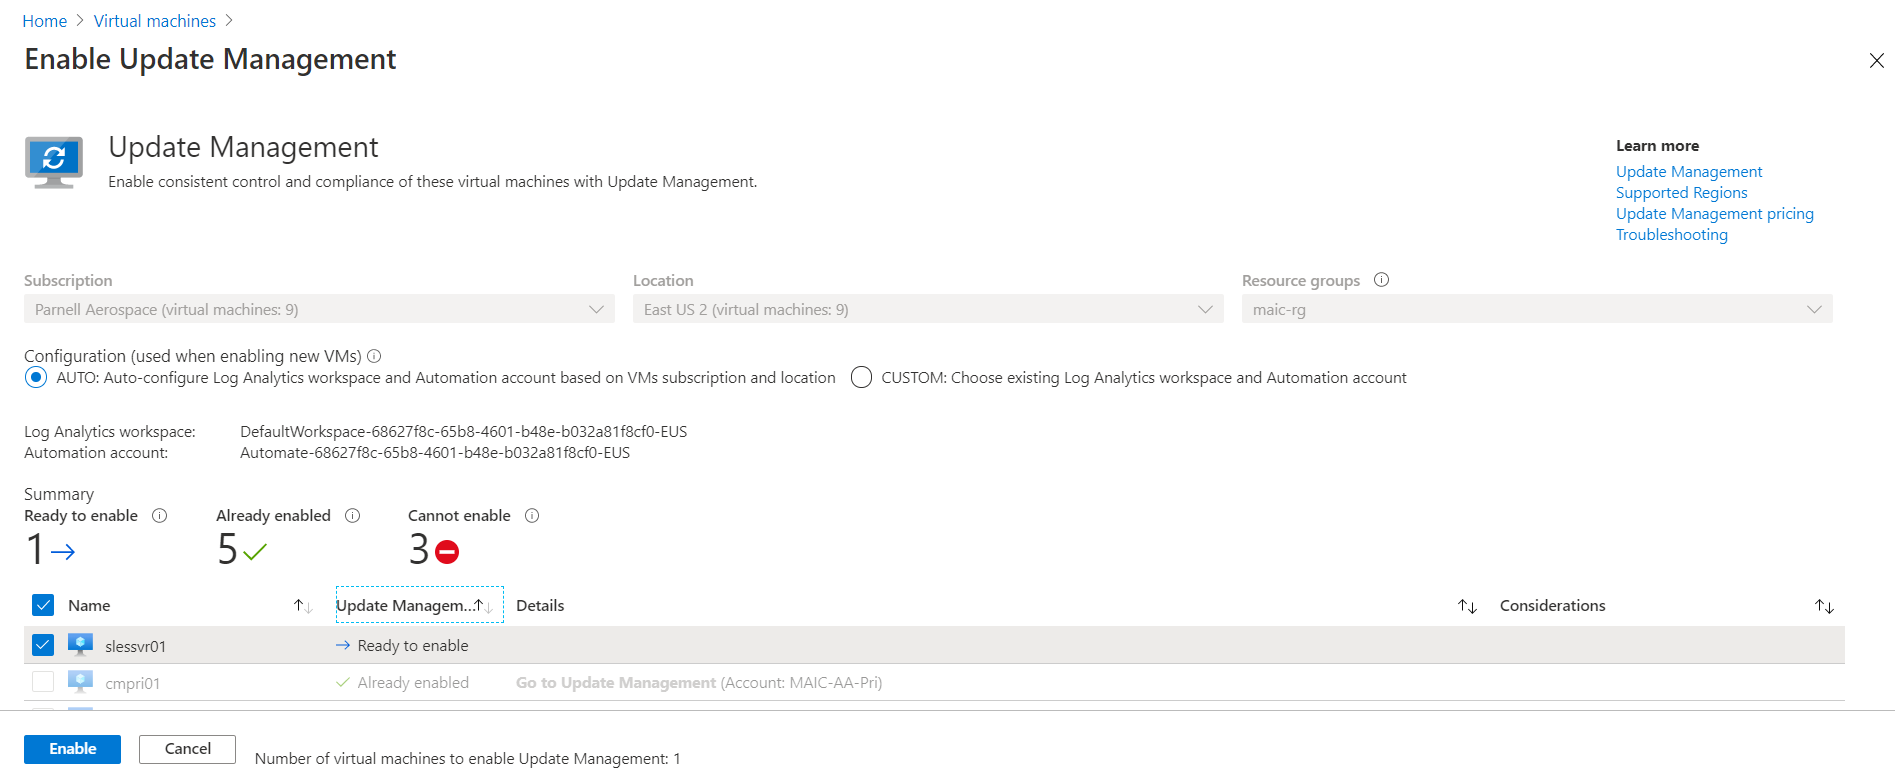 Home > Virtual machines >
Enable Update Management
Update Management
Enable consistent control and compliance of these virtual machines with Update Management.
Learn more
Update Management
Supported Regions
Update Management pricing
Troubleshooting
Subscription
Parnell Aerospace (virtual machines: 9)
Location
East US 2 (virtual machines: 9)
Resource groups
maic-rg
Configuration (used when enabling new VMs)
AUTO: Auto-configure Log Analytics workspace and Automation account based on VMs subscription and location
CUSTOM: Choose existing Log Analytics workspace and Automation account
Log Analytics workspace: DefaultWorkspace-68627f8c-65b8-4601-b48e-b032a81f8cf0-EUS
Automation account: Automate-68627f8c-65b8-4601-b48e-b032a81f8cf0-EUS
Summary
Ready to enable Already enabled Cannot enable
1 5 3
Name Update Managem... Details Considerations
slessvr01 Ready to enable
cmpri01 Already enabled Go to Update Management (Account: MAIC-AA-Pri)
Enable Cancel Number of virtual machines to enable Update Management: 1